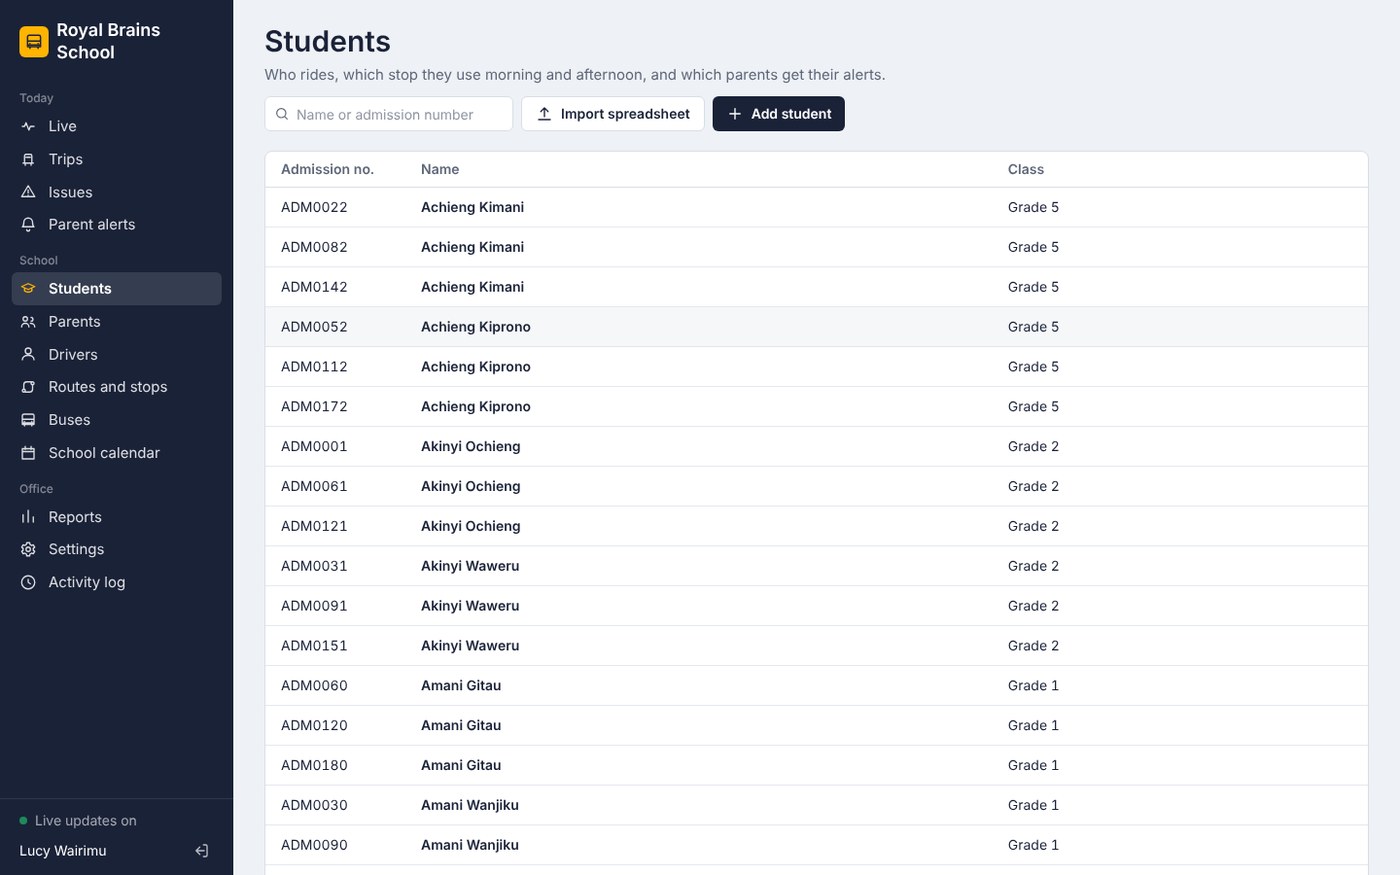 Royal Brains
School
Today
Live
Trips
Issues
Parent alerts
School
Students
Parents
Drivers
Routes and stops
Buses
School calendar
Office
Reports
Settings
Activity log
Live updates on
Lucy Wairimu
Students
Who rides, which stop they use morning and afternoon, and which parents get their alerts.
Name or admission number Import spreadsheet Add student
Admission no. Name Class
ADM0022 Achieng Kimani Grade 5
ADM0082 Achieng Kimani Grade 5
ADM0142 Achieng Kimani Grade 5
ADM0052 Achieng Kiprono Grade 5
ADM0112 Achieng Kiprono Grade 5
ADM0172 Achieng Kiprono Grade 5
ADM0001 Akinyi Ochieng Grade 2
ADM0061 Akinyi Ochieng Grade 2
ADM0121 Akinyi Ochieng Grade 2
ADM0031 Akinyi Waweru Grade 2
ADM0091 Akinyi Waweru Grade 2
ADM0151 Akinyi Waweru Grade 2
ADM0060 Amani Gitau Grade 1
ADM0120 Amani Gitau Grade 1
ADM0180 Amani Gitau Grade 1
ADM0030 Amani Wanjiku Grade 1
ADM0090 Amani Wanjiku Grade 1